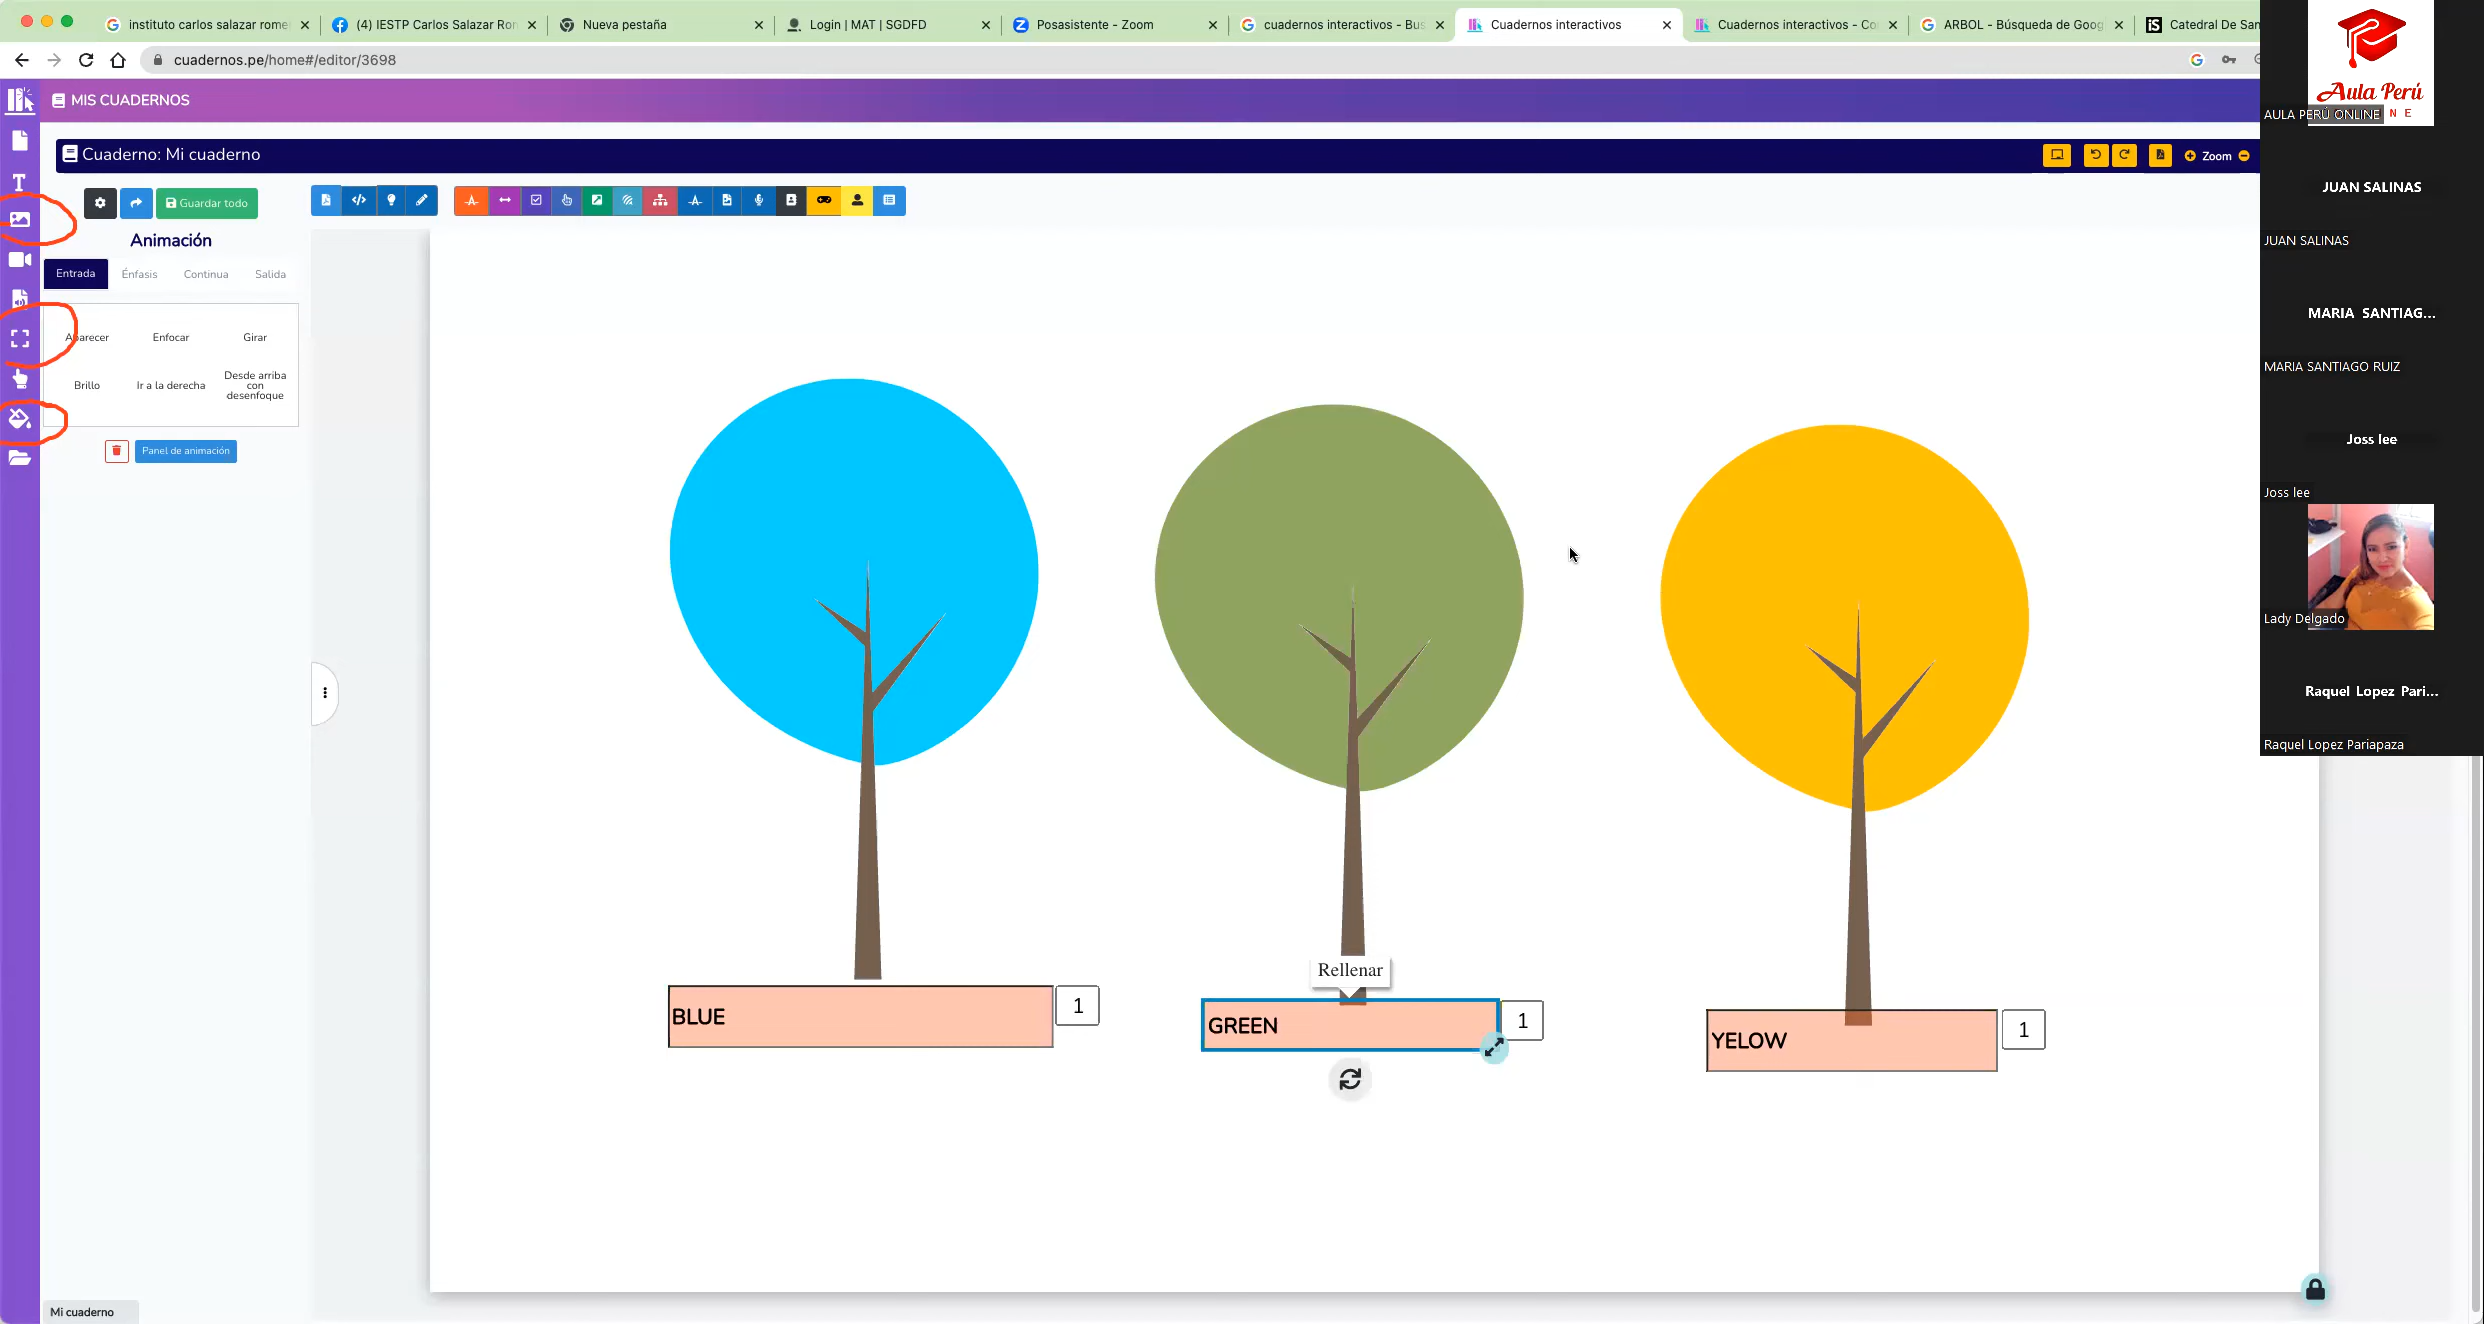 instituto carlos salazar rome
(4) IESTP Carlos Salazar Ron
Nueva pestaña
Login | MAT | SGDFD
Posasistente - Zoom
cuadernos interactivos - Bus
Cuadernos interactivos
Cuadernos interactivos - Co
ARBOL - Búsqueda de Goog
Catedral De San
cuadernos.pe/home#/editor/3698
MIS CUADERNOS
Cuaderno: Mi cuaderno
Zoom
Guardar todo
Animación
Entrada
Énfasis
Continua
Salida
Aparecer
Enfocar
Girar
Brillo
Ir a la derecha
Desde arriba
con
desenfoque
Panel de animación
Rellenar
BLUE
1
GREEN
1
YELOW
1
Mi cuaderno
Aula Perú
N E
AULA PERÚ ONLINE
JUAN SALINAS
JUAN SALINAS
MARIA SANTIAG...
MARIA SANTIAGO RUIZ
Joss lee
Joss lee
Lady Delgado
Raquel Lopez Pari...
Raquel Lopez Pariapaza